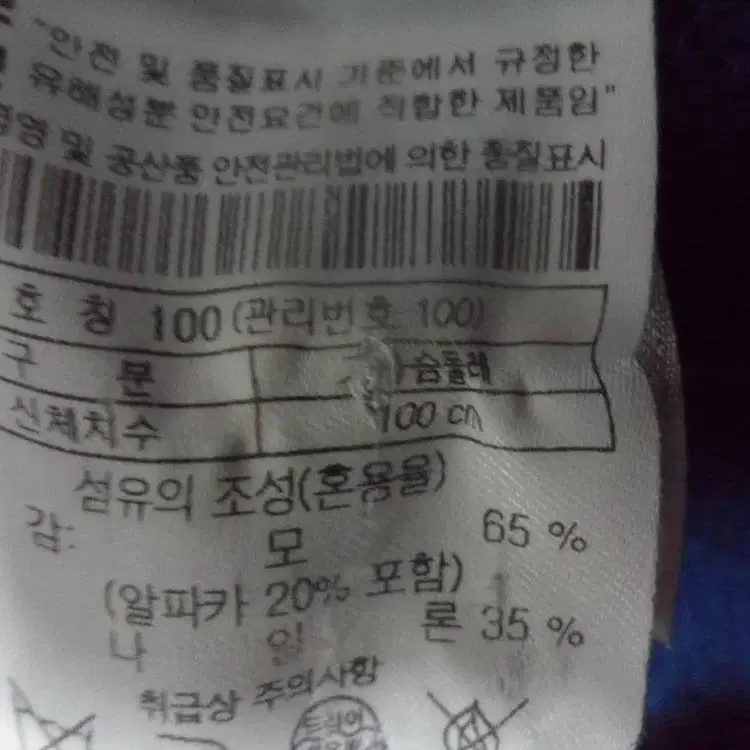 "안전 및 품질표시 기준에서 규정한
유해성분 안전요건에 적합한 제품임"
및 공산품 안전관리법에 의한 품질표시
호 칭 100 (관리번호 100)
구 분 슴둘레
신체치수 100 cm
섬유의 조성(혼용율)
감: 모 65 %
(알파카 20% 포함)
나 일 론 35 %
취급상 주의사항
드라이